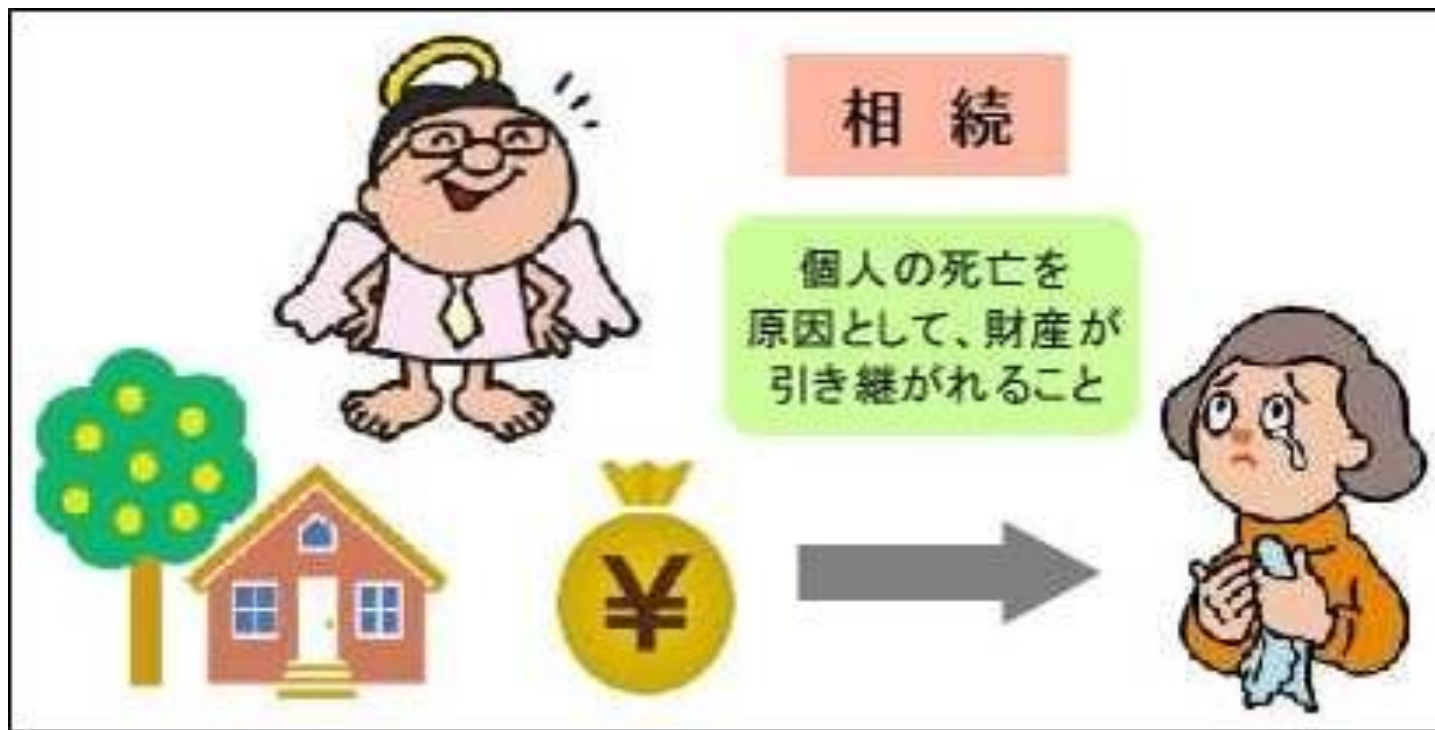 相 続
個人の死亡を
原因として、財産が
引き継がれること
¥